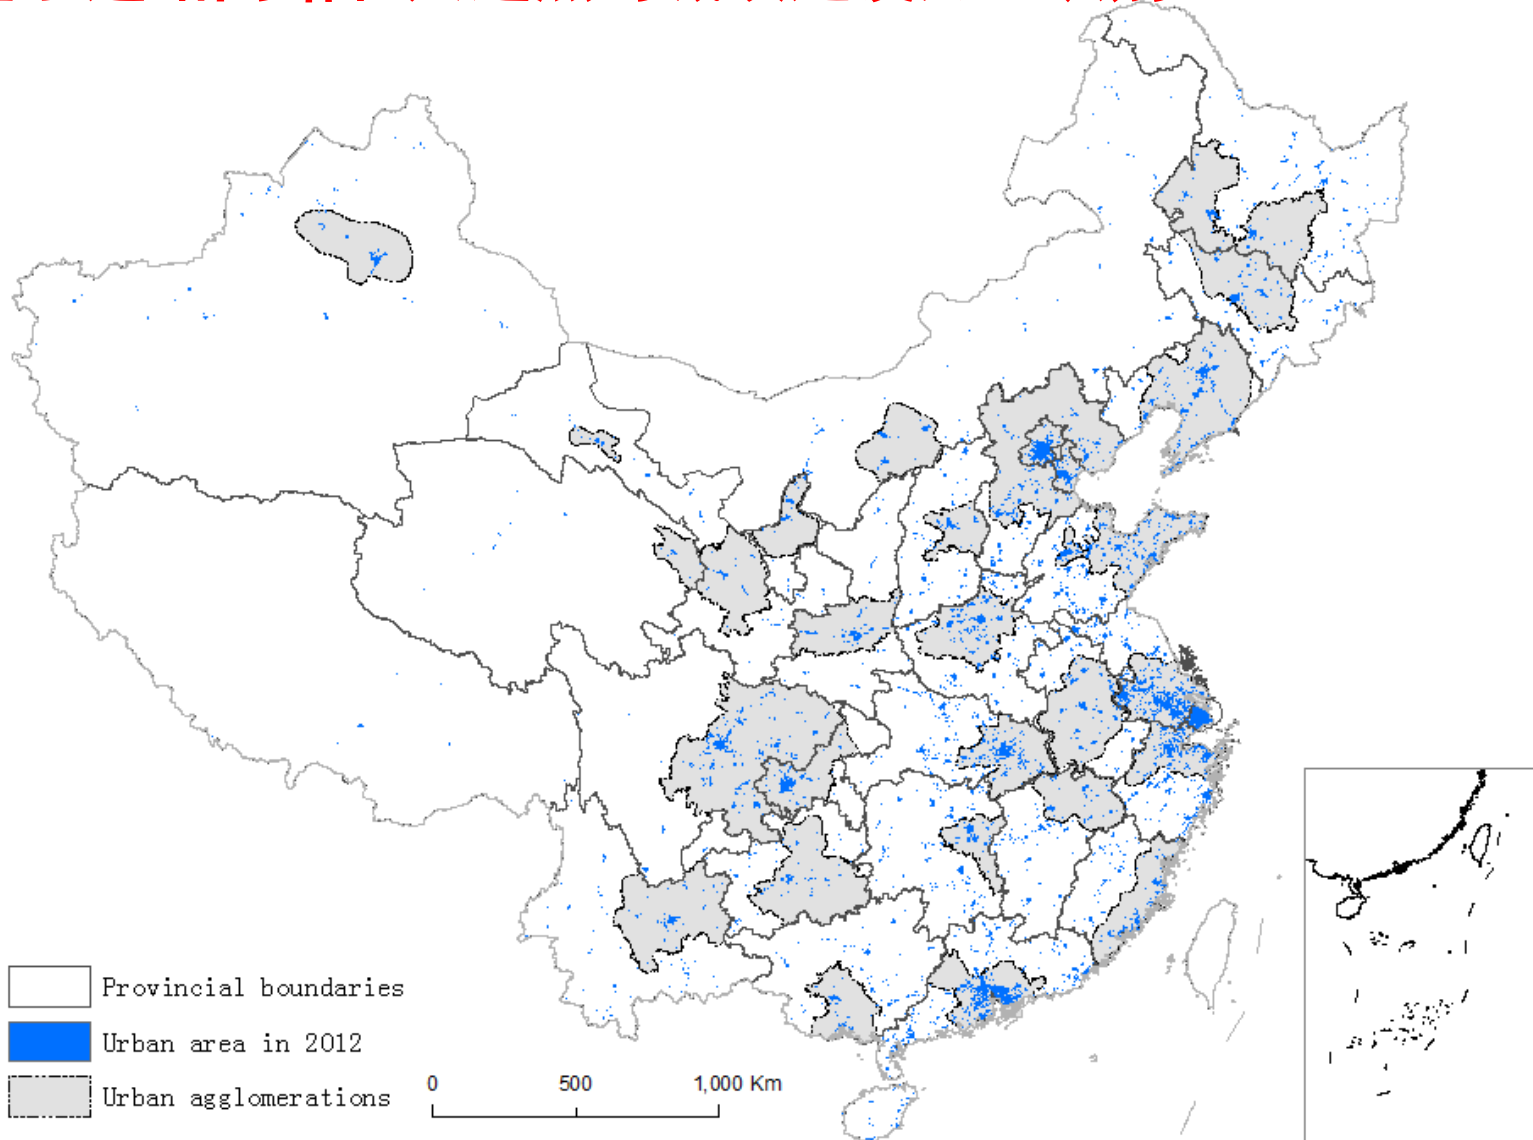 Provincial boundaries
Urban area in 2012
Urban agglomerations
0 500 1,000 Km